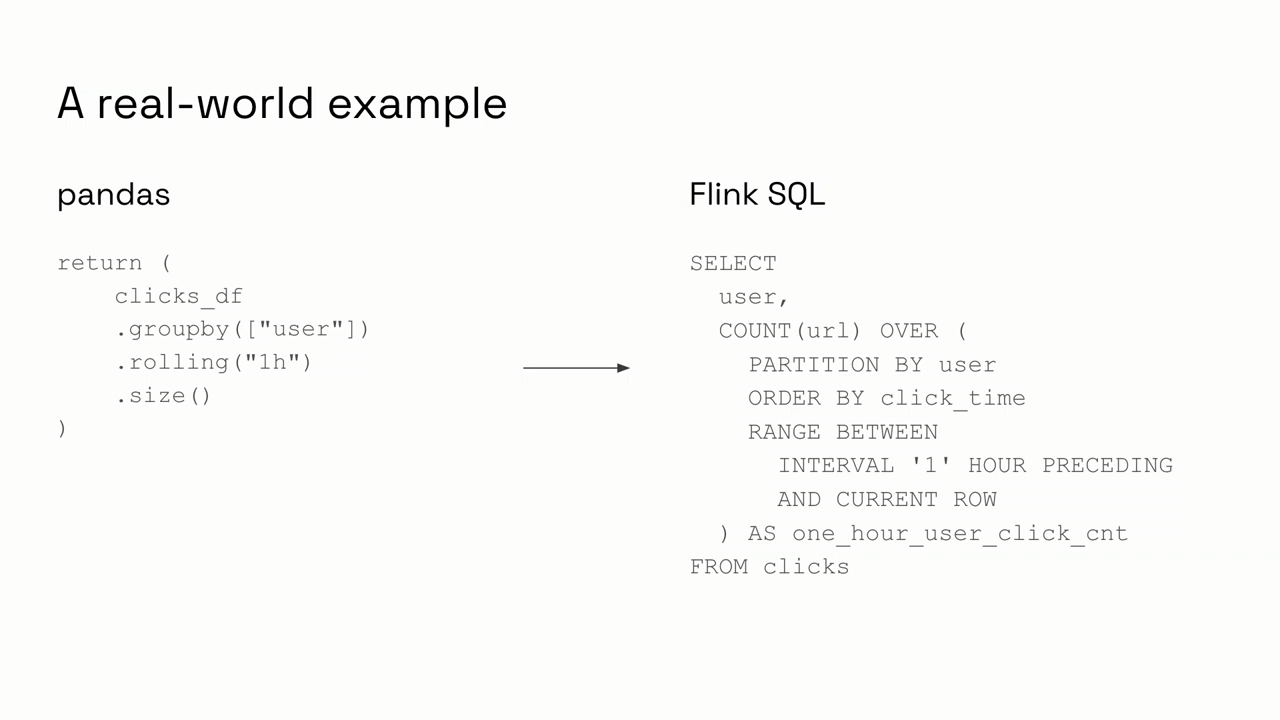 A real-world example
pandas
return (
    clicks_df
    .groupby(["user"])
    .rolling("1h")
    .size()
)
Flink SQL
SELECT
  user,
  COUNT(url) OVER (
    PARTITION BY user
    ORDER BY click_time
    RANGE BETWEEN
      INTERVAL '1' HOUR PRECEDING
      AND CURRENT ROW
  ) AS one_hour_user_click_cnt
FROM clicks